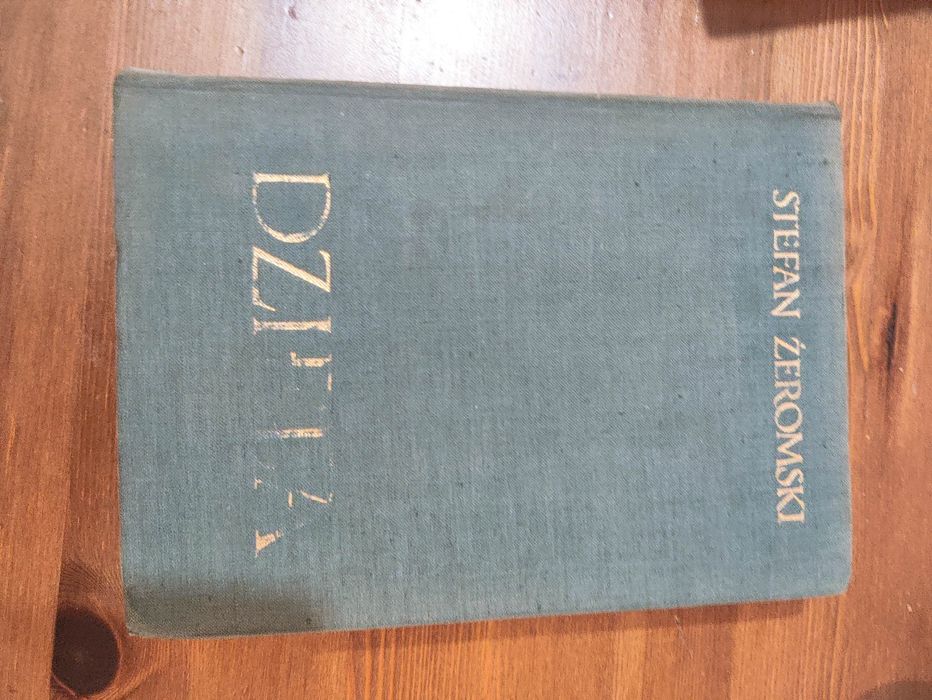 STEFAN ŻEROMSKI
DZIEŁA